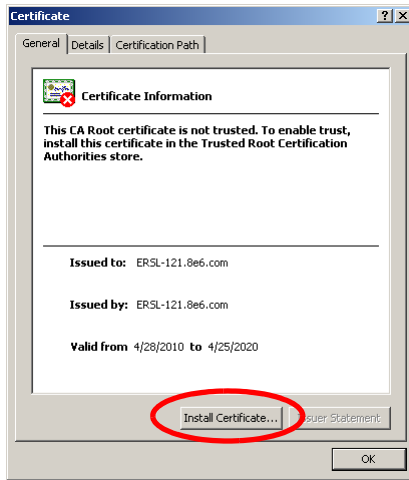 Certificate
General
Details
Certification Path
Certificate Information
This CA Root certificate is not trusted. To enable trust,
install this certificate in the Trusted Root Certification
Authorities store.
Issued to: ERSL-121.8e6.com
Issued by: ERSL-121.8e6.com
Valid from 4/28/2010 to 4/25/2020
Install Certificate...
Issuer Statement
OK